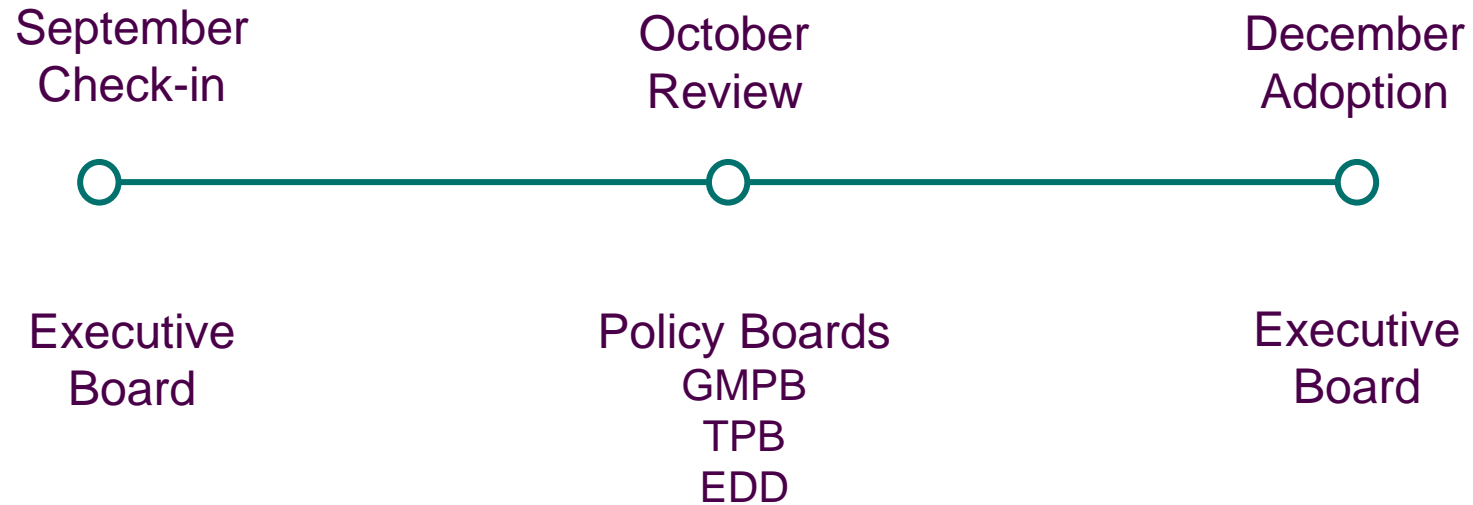 September
Check-in
October
Review
December
Adoption
Executive
Board
Policy Boards
GMPB
TPB
EDD
Executive
Board